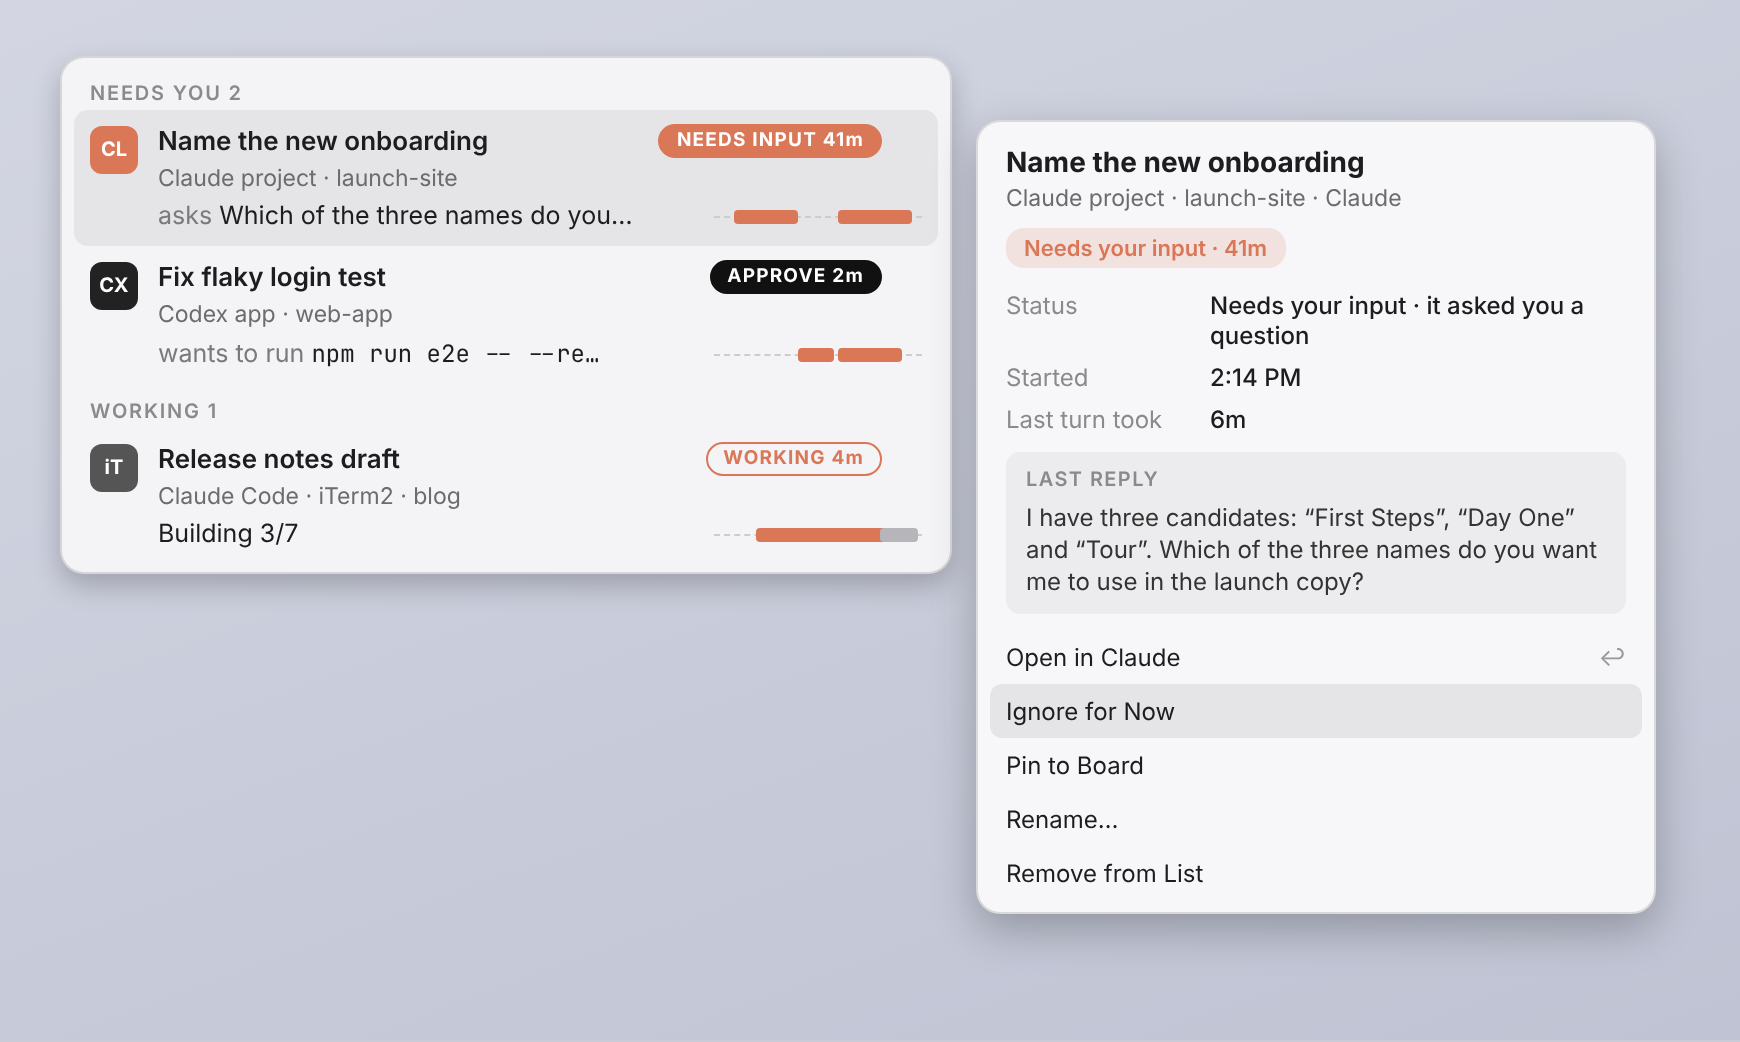 NEEDS YOU 2
CL
Name the new onboarding
NEEDS INPUT 41m
Claude project · launch-site
asks Which of the three names do you…
CX
Fix flaky login test
APPROVE 2m
Codex app · web-app
wants to run npm run e2e -- --re…
WORKING 1
iT
Release notes draft
WORKING 4m
Claude Code · iTerm2 · blog
Building 3/7
Name the new onboarding
Claude project · launch-site · Claude
Needs your input · 41m
Status
Needs your input · it asked you a
question
Started
2:14 PM
Last turn took
6m
LAST REPLY
I have three candidates: “First Steps”, “Day One”
and “Tour”. Which of the three names do you want
me to use in the launch copy?
Open in Claude
Ignore for Now
Pin to Board
Rename…
Remove from List